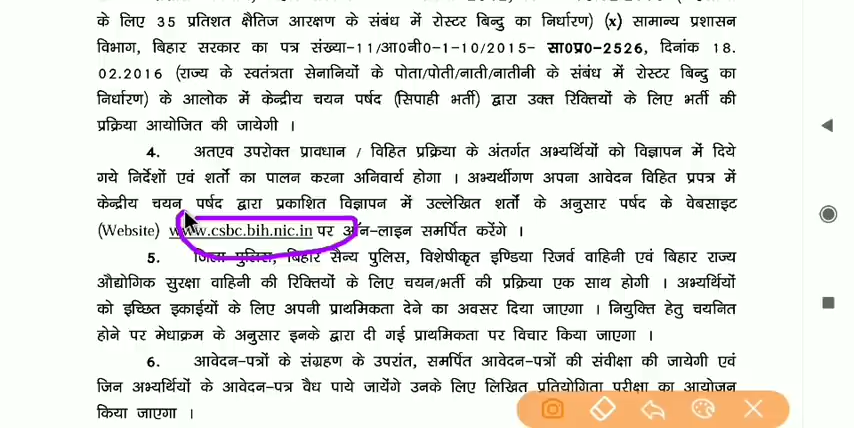 के लिए 35 प्रतिशत क्षैतिज आरक्षण के संबंध में रोस्टर बिन्दु का निर्धारण) (x) सामान्य प्रशासन
विभाग, बिहार सरकार का पत्र संख्या-11/आ0नी0-1-10/2015- सा0प्र0-2526, दिनांक 18.
02.2016 (राज्य के स्वतंत्रता सेनानियों के पोता/पोती/नाती/नातीनी के संबंध में रोस्टर बिन्दु का
निर्धारण) के आलोक में केन्द्रीय चयन पर्षद (सिपाही भर्ती) द्वारा उक्त रिक्तियों के लिए भर्ती की
प्रक्रिया आयोजित की जायेगी ।
4. अतएव उपरोक्त प्रावधान / विहित प्रक्रिया के अंतर्गत अभ्यर्थियों को विज्ञापन में दिये
गये निर्देशों एवं शर्तो का पालन करना अनिवार्य होगा । अभ्यर्थीगण अपना आवेदन विहित प्रपत्र में
केन्द्रीय चयन पर्षद द्वारा प्रकाशित विज्ञापन में उल्लेखित शर्तों के अनुसार पर्षद के वेबसाइट
(Website) www.csbc.bih.nic.in पर ऑन-लाइन समर्पित करेंगे ।
5. जिला पुलिस, बिहार सैन्य पुलिस, विशेषीकृत इण्डिया रिजर्व वाहिनी एवं बिहार राज्य
औद्योगिक सुरक्षा वाहिनी की रिक्तियों के लिए चयन/भर्ती की प्रक्रिया एक साथ होगी । अभ्यर्थियों
को इच्छित इकाईयों के लिए अपनी प्राथमिकता देने का अवसर दिया जाएगा । नियुक्ति हेतु चयनित
होने पर मेधाक्रम के अनुसार इनके द्वारा दी गई प्राथमिकता पर विचार किया जाएगा ।
6. आवेदन-पत्रों के संग्रहण के उपरांत, समर्पित आवेदन-पत्रों की संवीक्षा की जायेगी एवं
जिन अभ्यर्थियों के आवेदन-पत्र वैध पाये जायेंगे उनके लिए लिखित प्रतियोगिता परीक्षा का आयोजन
किया जाएगा ।